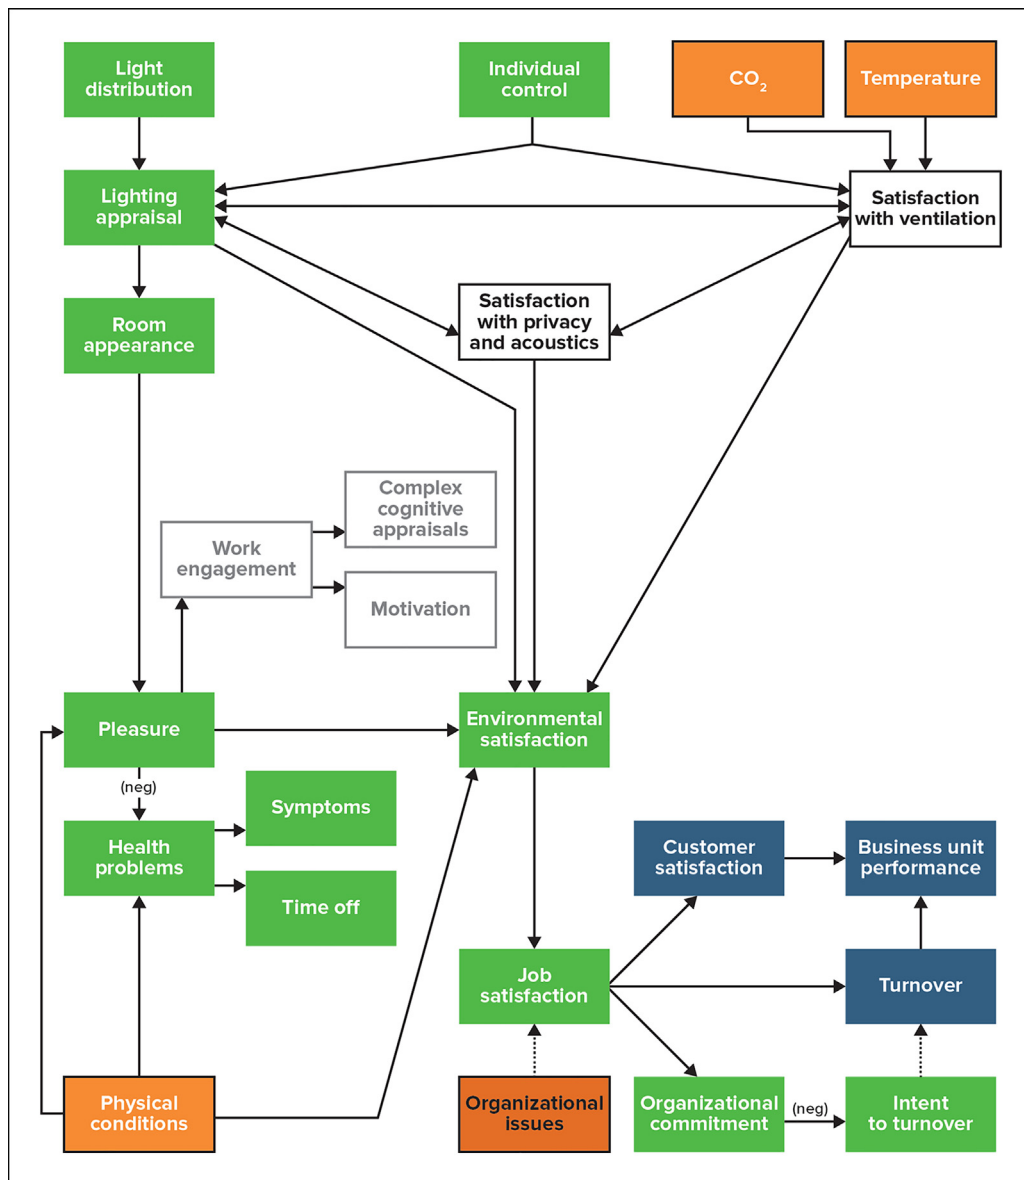 Light
distribution
Individual
control
CO₂
Temperature
Lighting
appraisal
Satisfaction
with ventilation
Satisfaction
with privacy
and acoustics
Room
appearance
Complex
cognitive
appraisals
Work
engagement
Motivation
Pleasure
Environmental
satisfaction
(neg)
Symptoms
Health
problems
Customer
satisfaction
Business unit
performance
Time off
Job
satisfaction
Turnover
Physical
conditions
Organizational
issues
Organizational
commitment
(neg)
Intent
to turnover